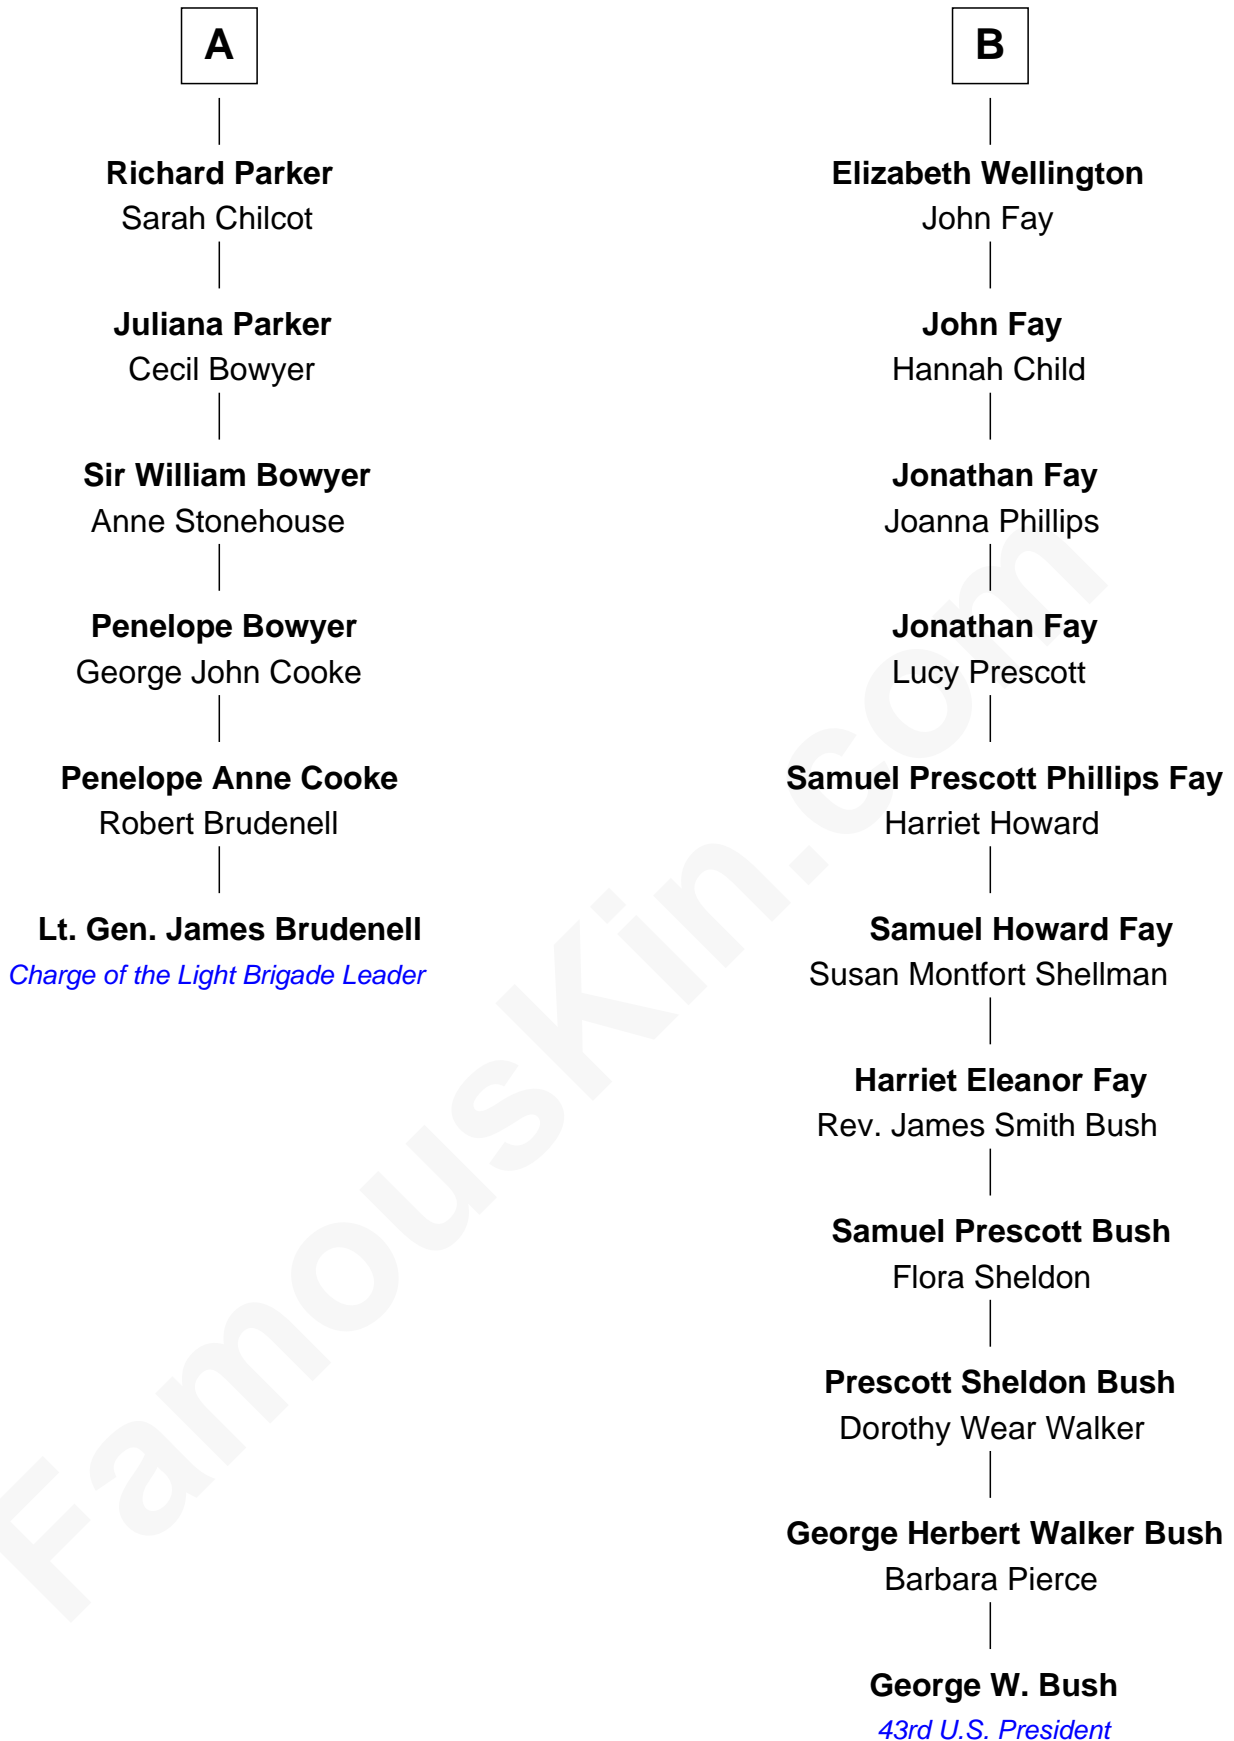 A
Richard Parker
Sarah Chilcot
Juliana Parker
Cecil Bowyer
Sir William Bowyer
Anne Stonehouse
Penelope Bowyer
George John Cooke
Penelope Anne Cooke
Robert Brudenell
Lt. Gen. James Brudenell
Charge of the Light Brigade Leader
B
Elizabeth Wellington
John Fay
John Fay
Hannah Child
Jonathan Fay
Joanna Phillips
Jonathan Fay
Lucy Prescott
Samuel Prescott Phillips Fay
Harriet Howard
Samuel Howard Fay
Susan Montfort Shellman
Harriet Eleanor Fay
Rev. James Smith Bush
Samuel Prescott Bush
Flora Sheldon
Prescott Sheldon Bush
Dorothy Wear Walker
George Herbert Walker Bush
Barbara Pierce
George W. Bush
43rd U.S. President
FamousKin.com